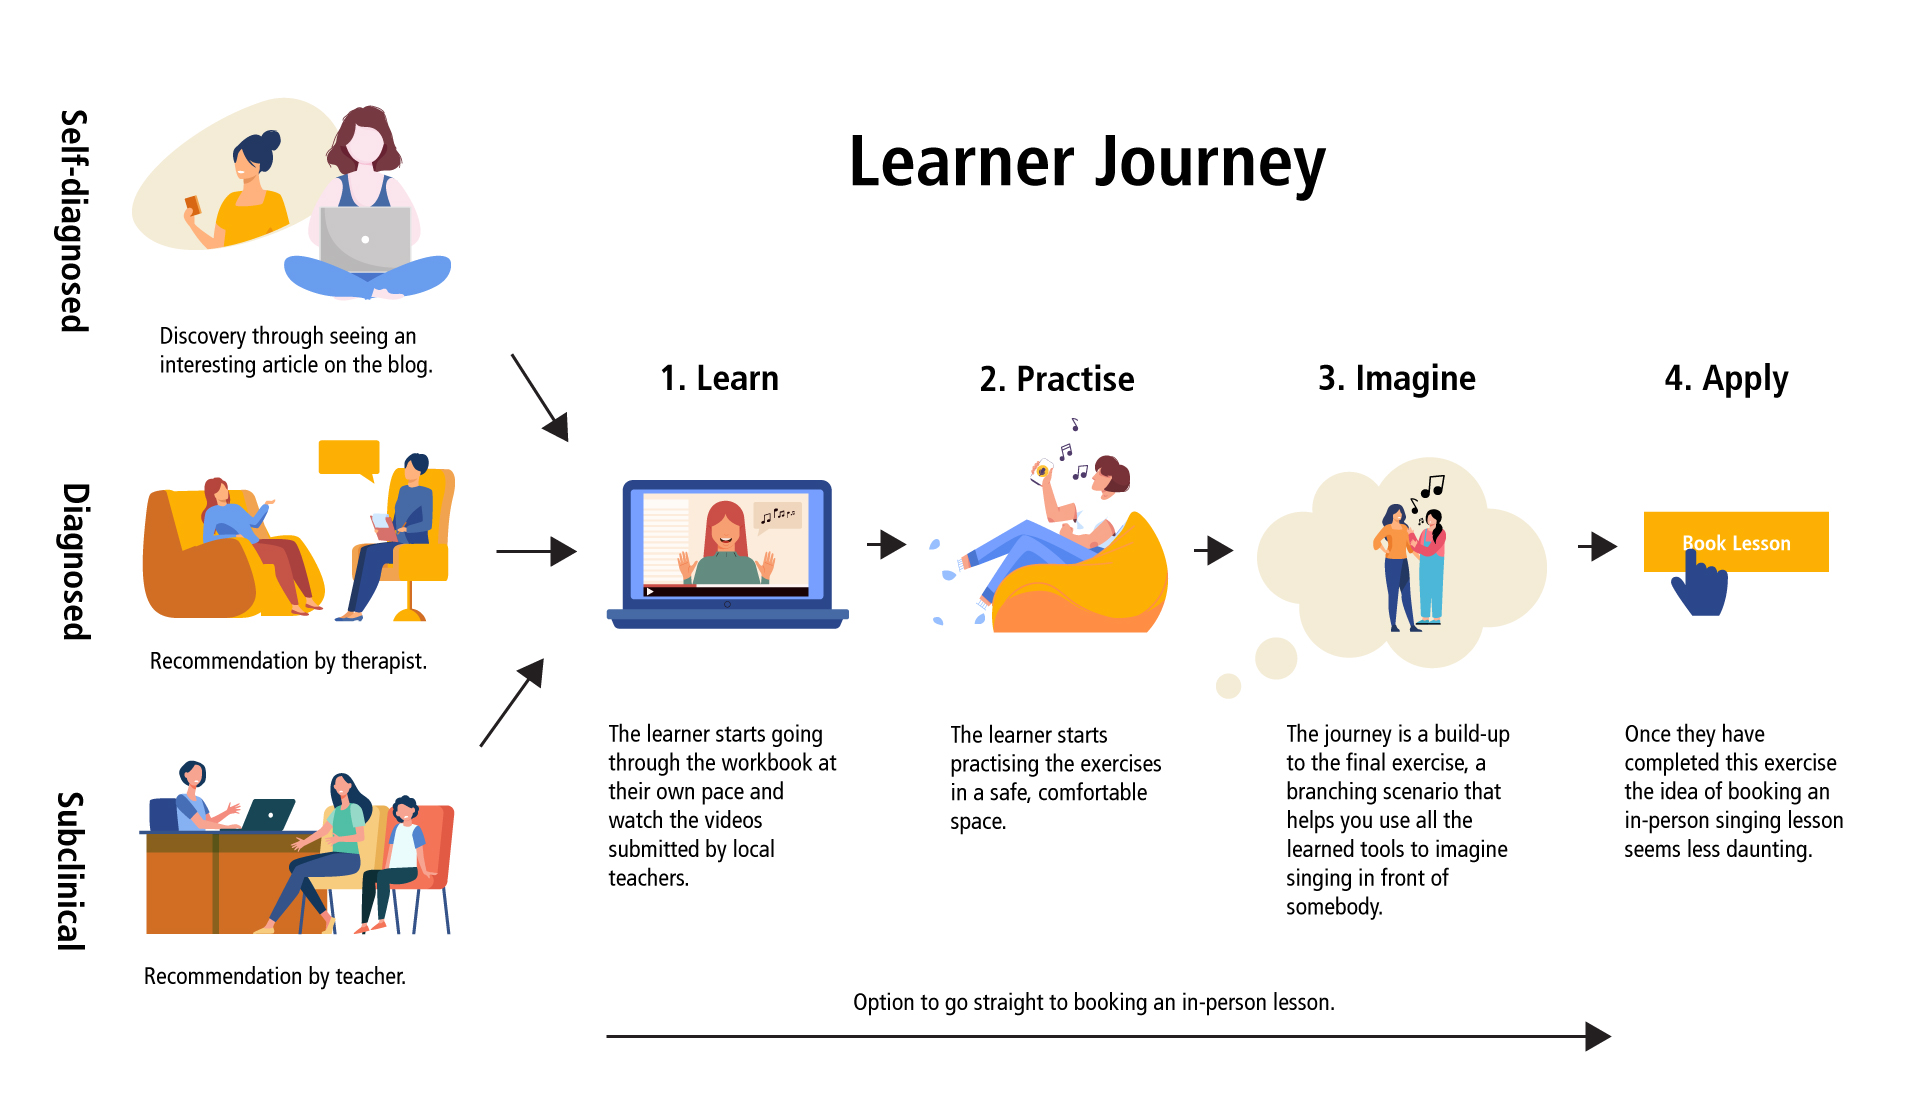 Learner Journey
Self-diagnosed
Discovery through seeing an
interesting article on the blog.
Diagnosed
Recommendation by therapist.
Subclinical
Recommendation by teacher.
1. Learn
The learner starts going
through the workbook at
their own pace and
watch the videos
submitted by local
teachers.
2. Practise
The learner starts
practising the exercises
in a safe, comfortable
space.
3. Imagine
The journey is a build-up
to the final exercise, a
branching scenario that
helps you use all the
learned tools to imagine
singing in front of
somebody.
4. Apply
Book Lesson
Once they have
completed this exercise
the idea of booking an
in-person singing lesson
seems less daunting.
Option to go straight to booking an in-person lesson.